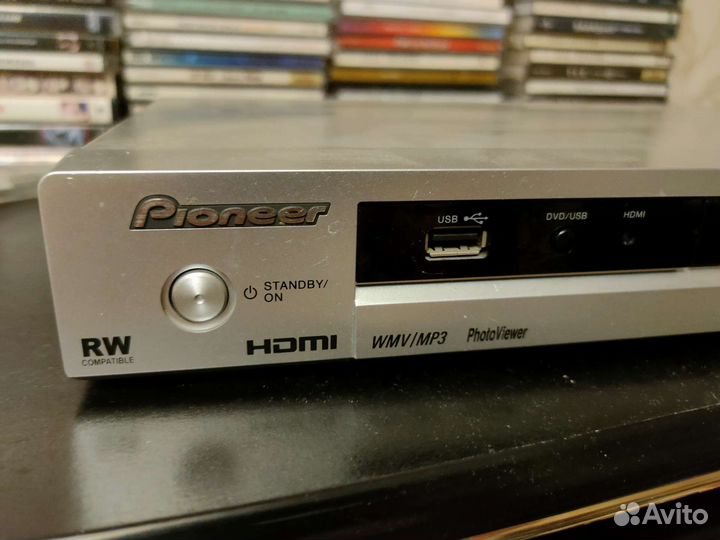 Pioneer
USB
DVD/USB
HDMI
STANDBY/
ON
RW
COMPATIBLE
HDMI
WMV/MP3
PhotoViewer
Avito